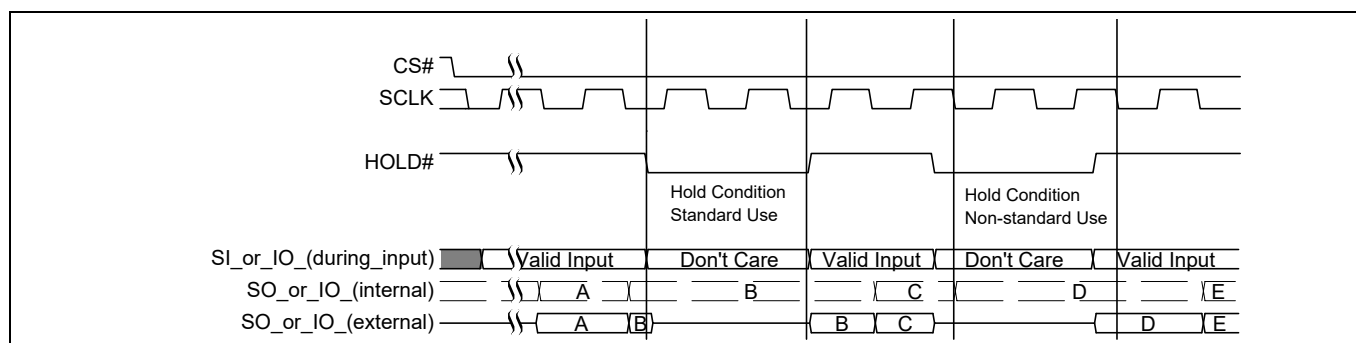 CS#
SCLK
HOLD#
Hold Condition
Standard Use
Hold Condition
Non-standard Use
SI_or_IO_(during_input) Valid Input Don't Care Valid Input Don't Care Valid Input
SO_or_IO_(internal) A B C D E
SO_or_IO_(external) A B B C D E